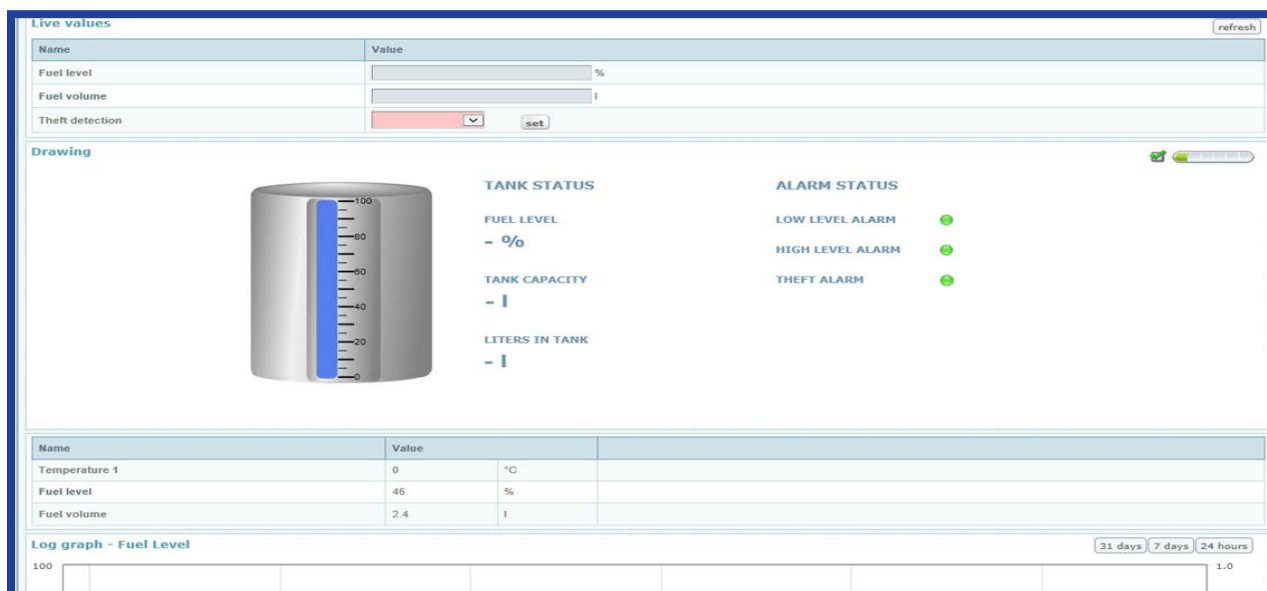 Live values
refresh
Name Value
Fuel level %
Fuel volume l
Theft detection set
Drawing
TANK STATUS ALARM STATUS
100
80
60
40
20
0
FUEL LEVEL LOW LEVEL ALARM
- %
HIGH LEVEL ALARM
TANK CAPACITY THEFT ALARM
- l
LITERS IN TANK
- l
Name Value
Temperature 1 0 °C
Fuel level 46 %
Fuel volume 2.4 l
Log graph - Fuel Level 31 days 7 days 24 hours
100 1.0